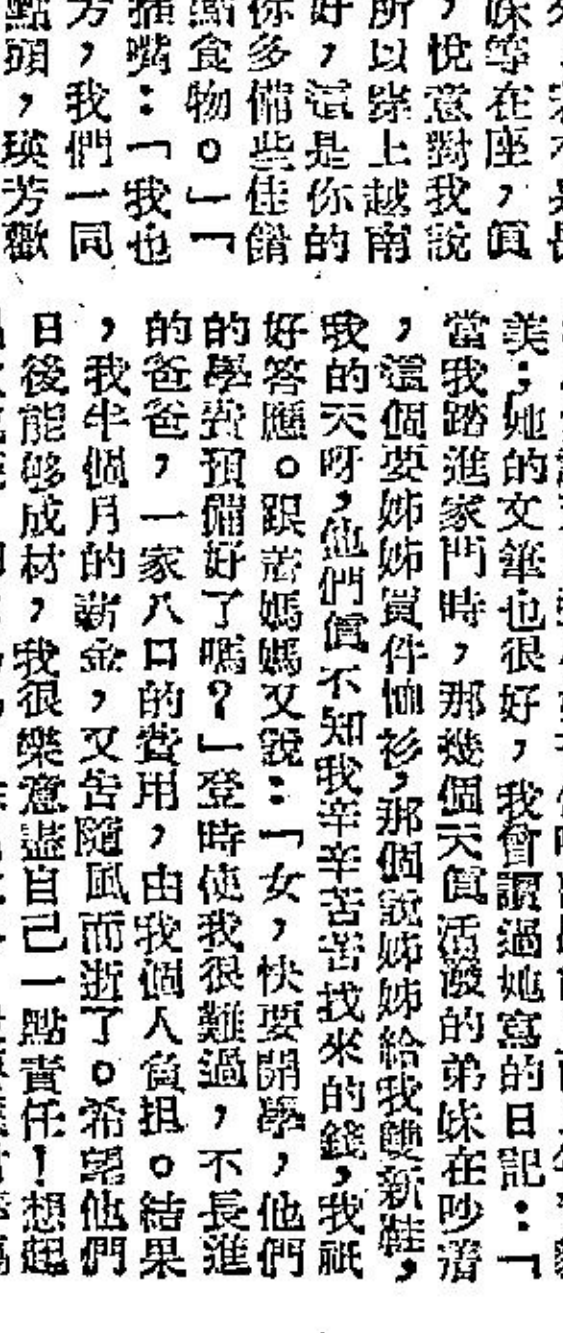 妹等在座，真
，悅意對我說
所以踩上越南
好，這是你的
你多備些佳餚
點食物。」「
插嘴：「我也
，我們一同
點頭，瑛芳歡
美；她的文筆也很好，我曾讀過她寫的日記：「
當我踏進家門時，那幾個天真活潑的弟妹在吵着
，這個要姊姊買件恤衫，那個說姊姊給我雙新鞋，
我的天呀，他們真不知我辛辛苦苦找來的錢，我祇
好答應。跟着媽媽又說：「女，快要開學，他們
的學費預備好了嗎？」登時使我很難過，不長進
的爸爸，一家八口的費用，由我個人負担。結果
，我半個月的薪金，又告隨風而逝了。希望他們
日後能够成材，我很樂意盡自己一點責任！想起